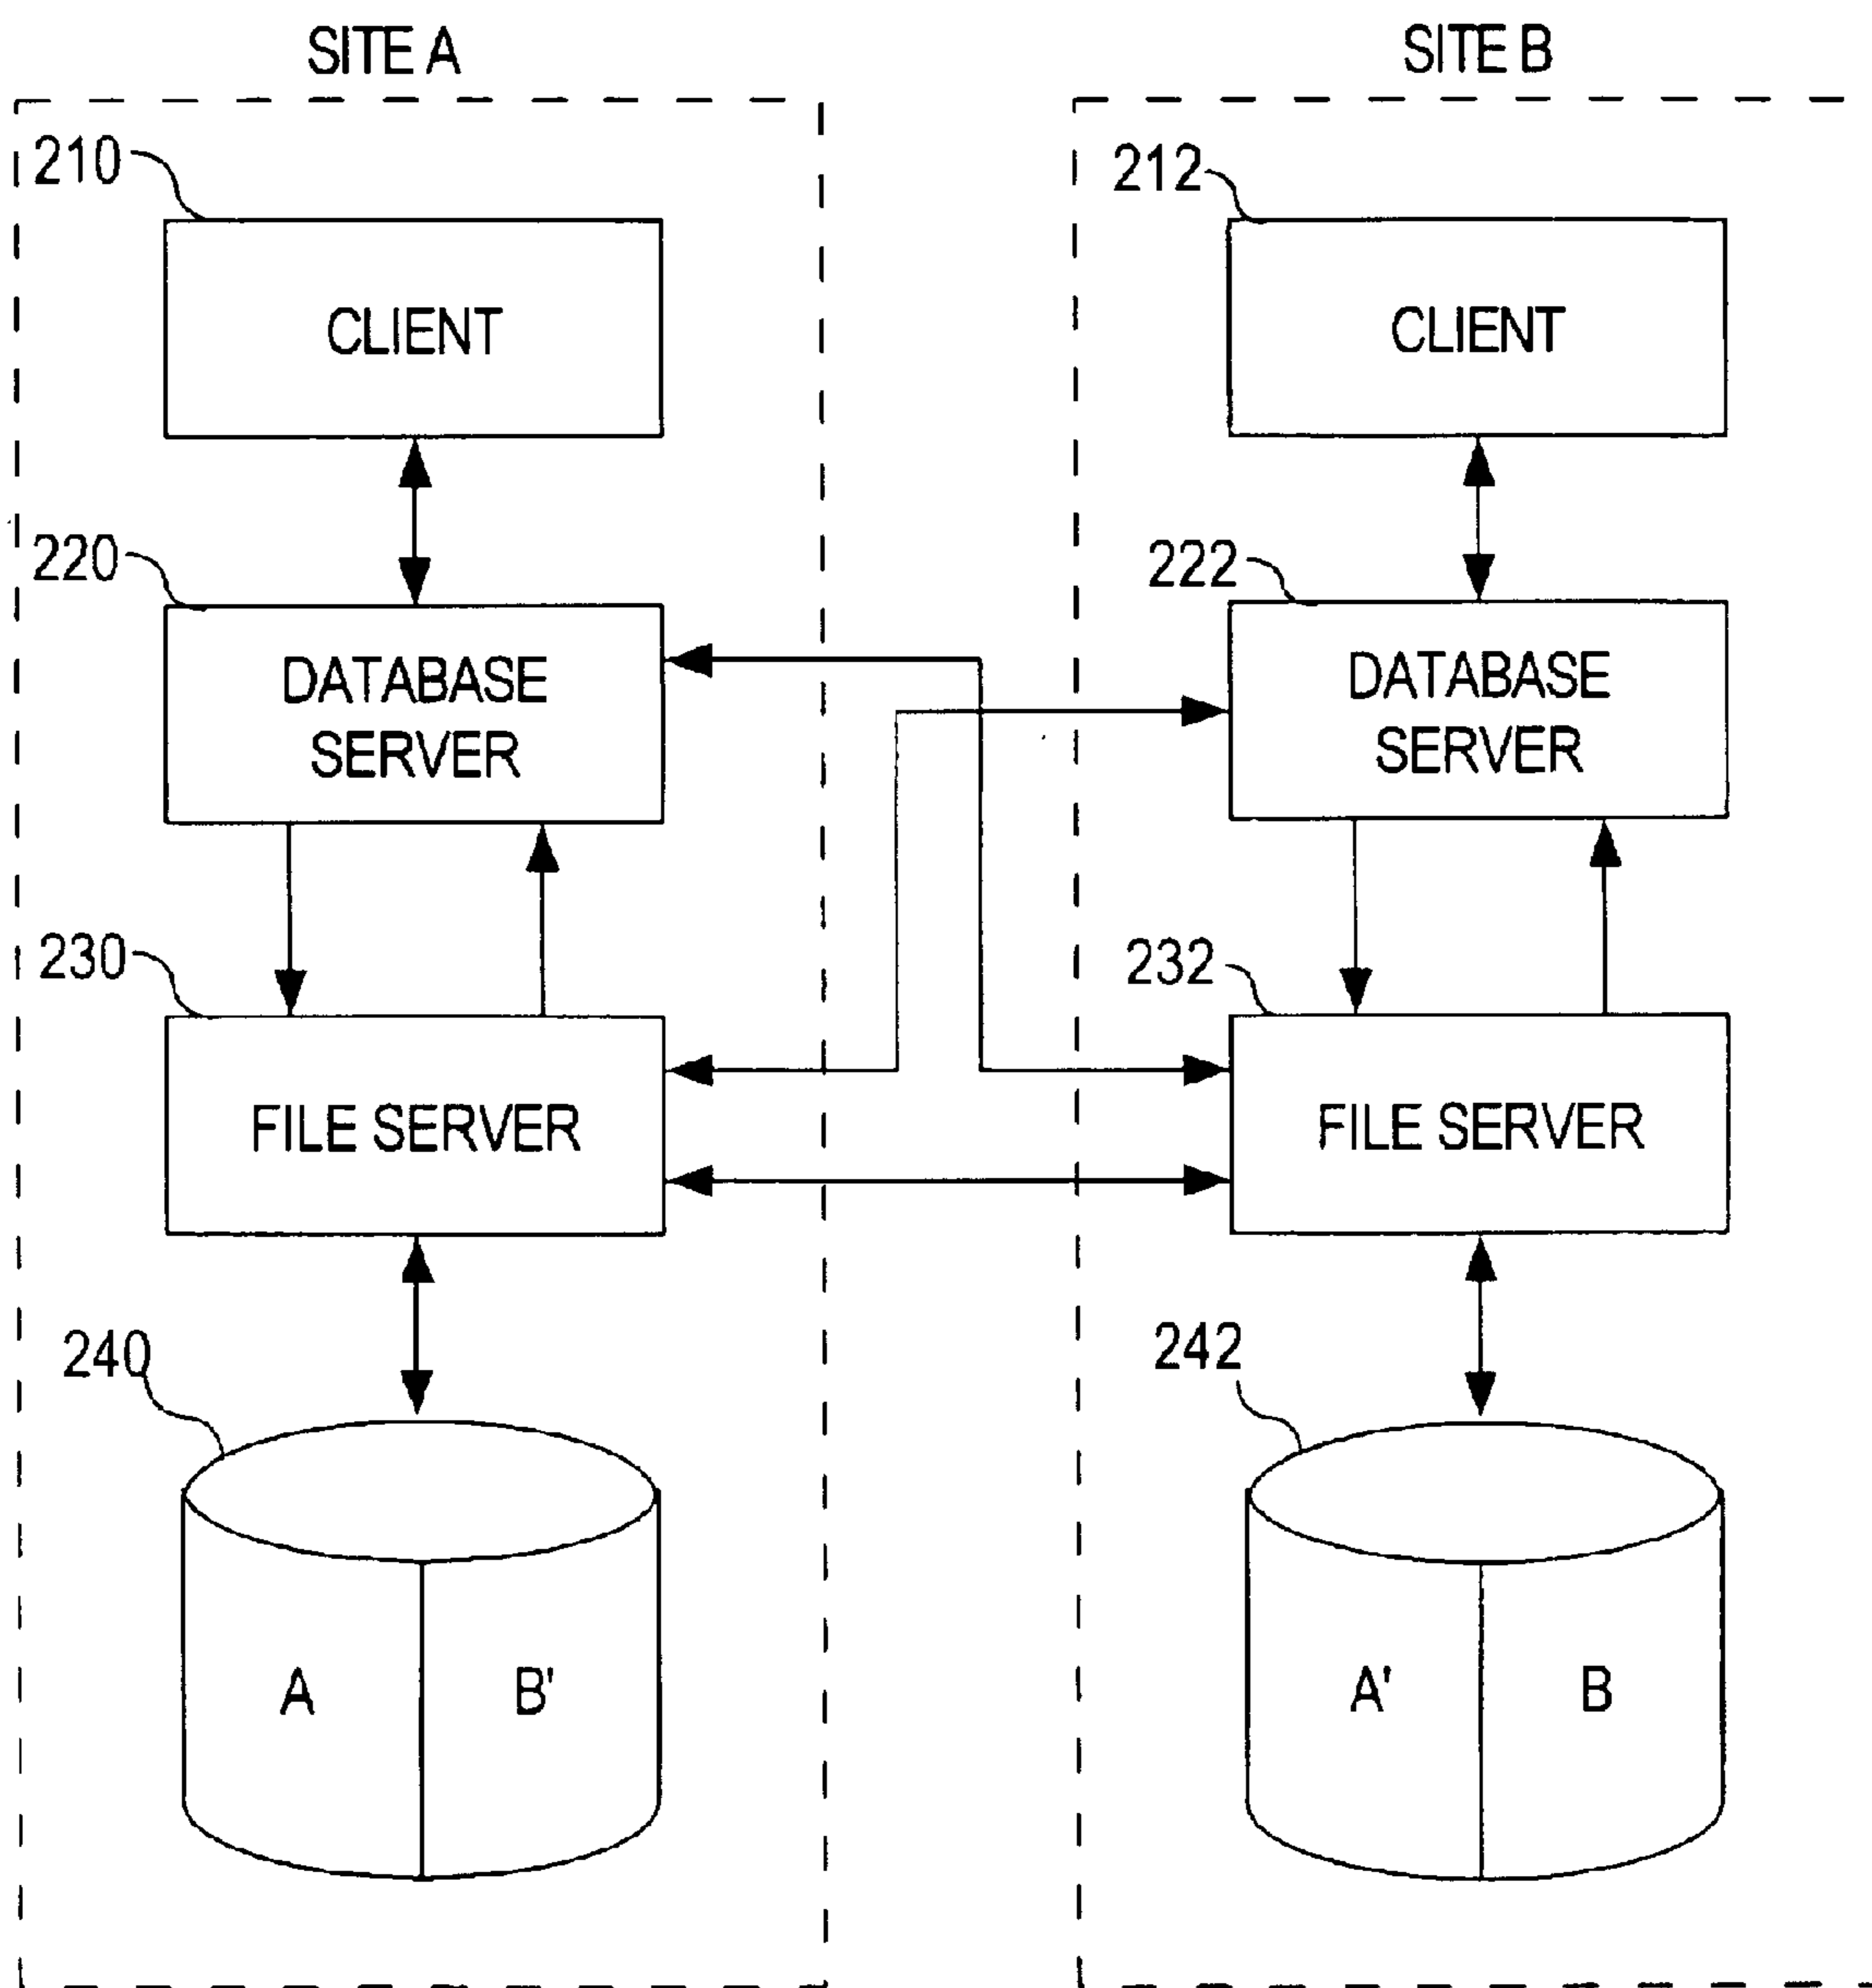 SITE A
SITE B
210
212
CLIENT
CLIENT
220
222
DATABASE
SERVER
DATABASE
SERVER
230
232
FILE SERVER
FILE SERVER
240
242
A
B'
A'
B